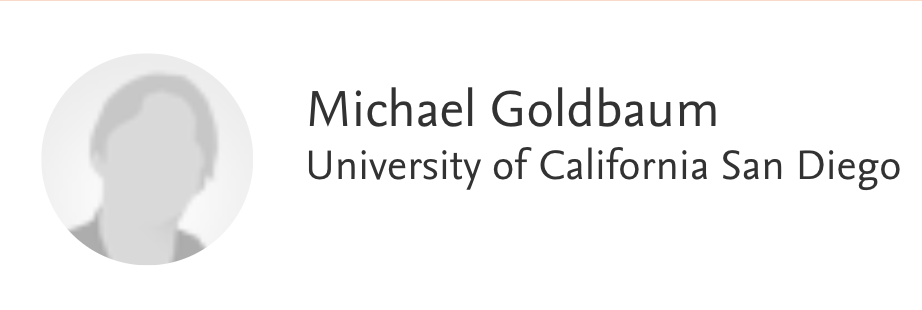 Michael Goldbaum
University of California San Diego